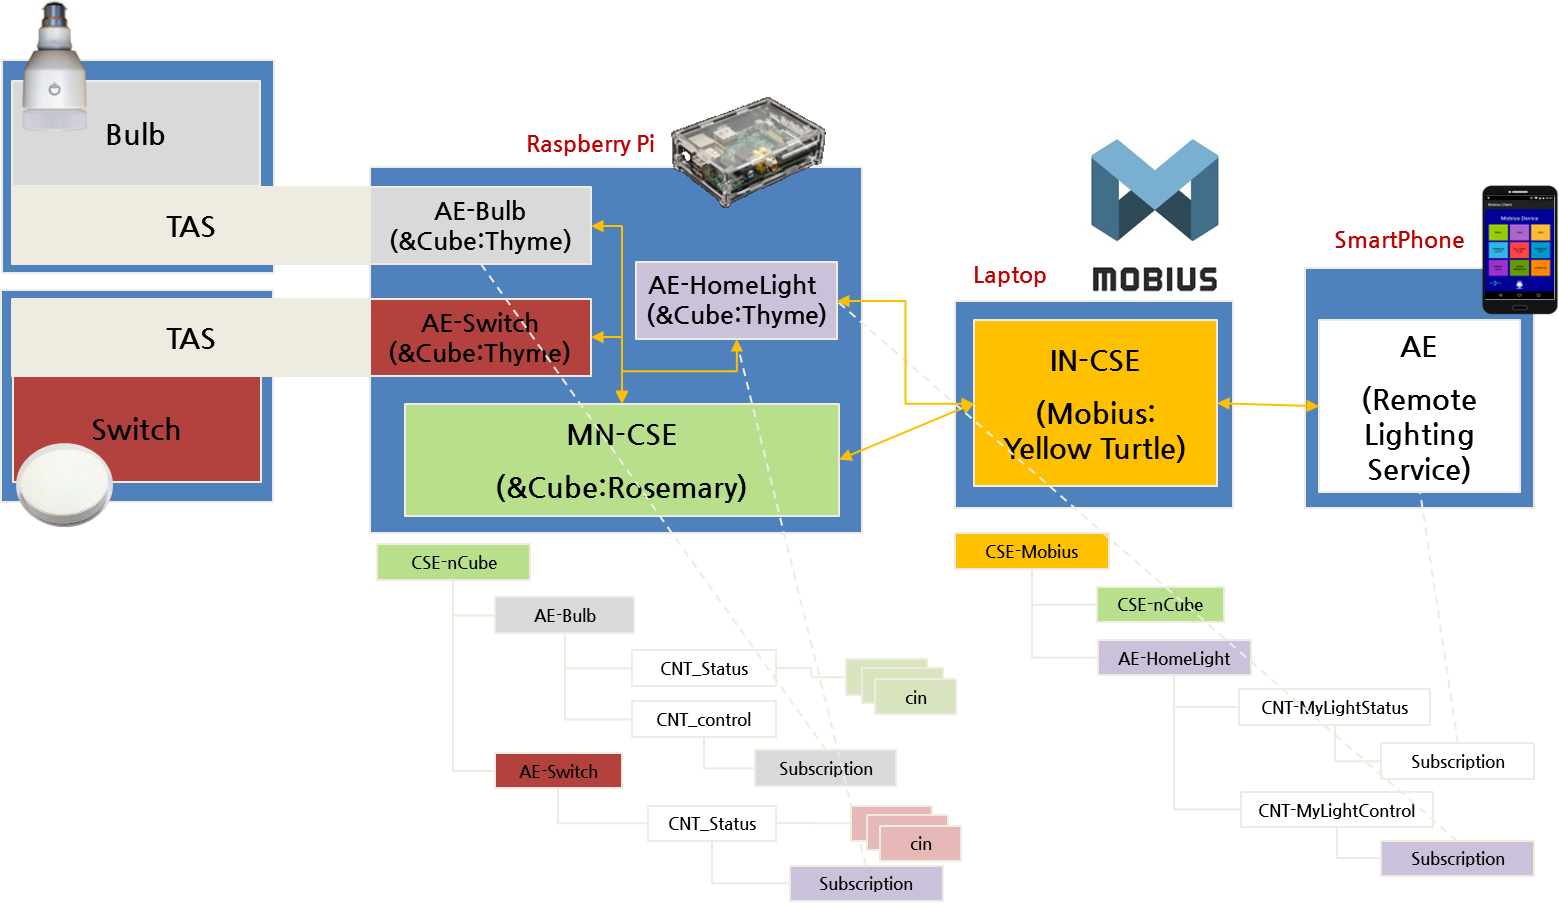 Bulb
TAS
TAS
Switch
Raspberry Pi
AE-Bulb
(&Cube:Thyme)
AE-Switch
(&Cube:Thyme)
AE-HomeLight
(&Cube:Thyme)
MN-CSE
(&Cube:Rosemary)
Laptop
MOBIUS
IN-CSE
(Mobius:
Yellow Turtle)
SmartPhone
Mobius Device
AE
(Remote
Lighting
Service)
CSE-nCube
AE-Bulb
CNT_Status
cin
CNT_control
Subscription
AE-Switch
CNT_Status
cin
Subscription
CSE-Mobius
CSE-nCube
AE-HomeLight
CNT-MyLightStatus
Subscription
CNT-MyLightControl
Subscription